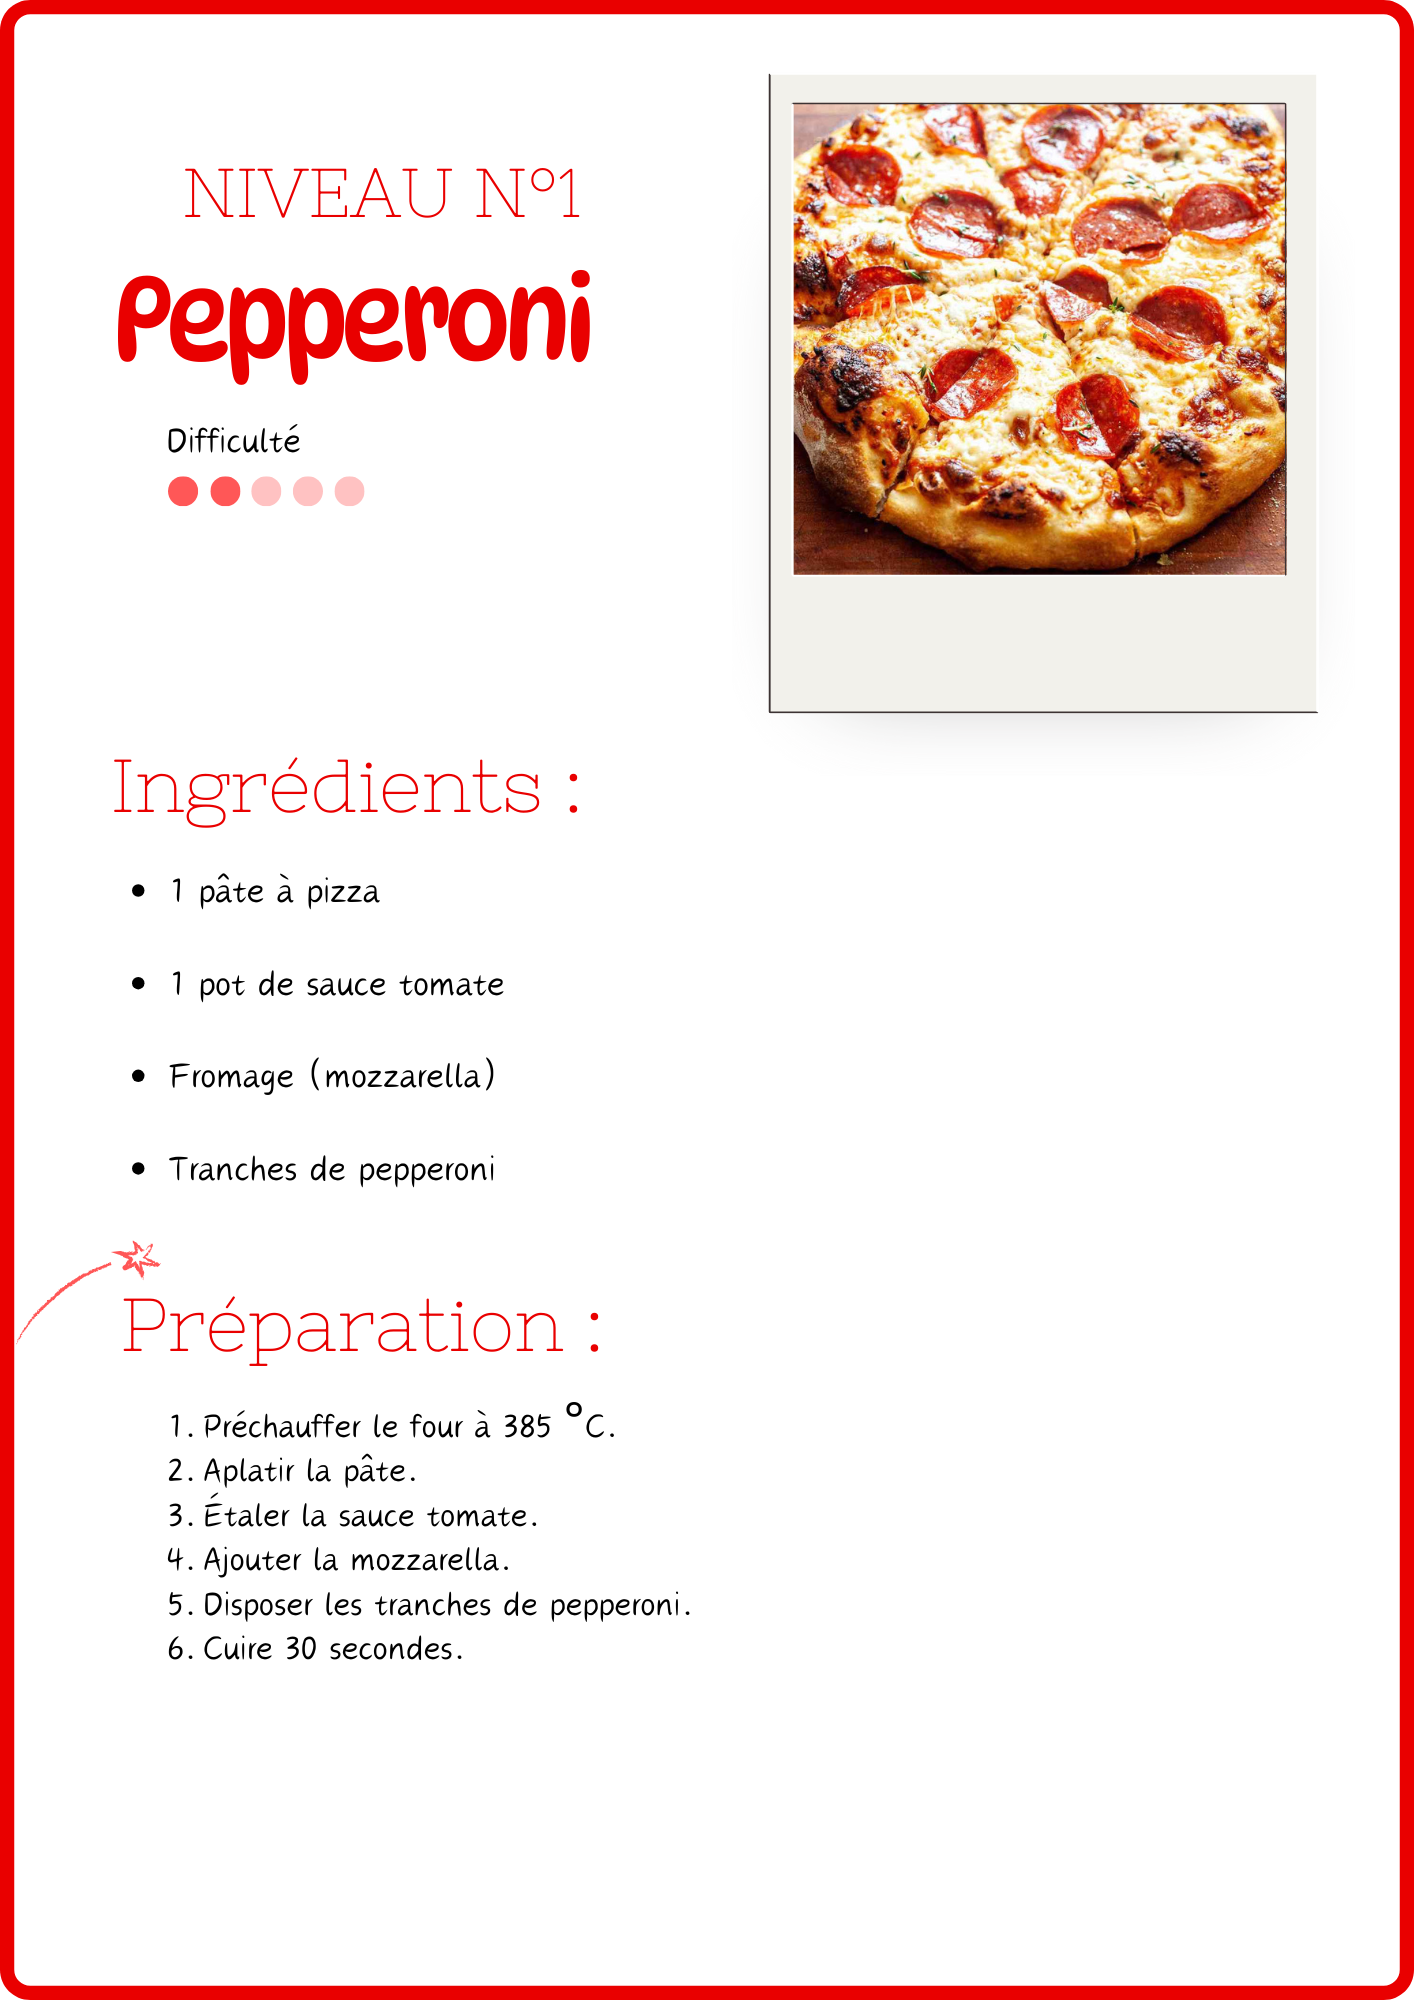 NIVEAU N°1
Pepperoni
Difficulté
Ingrédients :
• 1 pâte à pizza
• 1 pot de sauce tomate
• Fromage (mozzarella)
• Tranches de pepperoni
Préparation :
1. Préchauffer le four à 385 °C.
2. Aplatir la pâte.
3. Étaler la sauce tomate.
4. Ajouter la mozzarella.
5. Disposer les tranches de pepperoni.
6. Cuire 30 secondes.